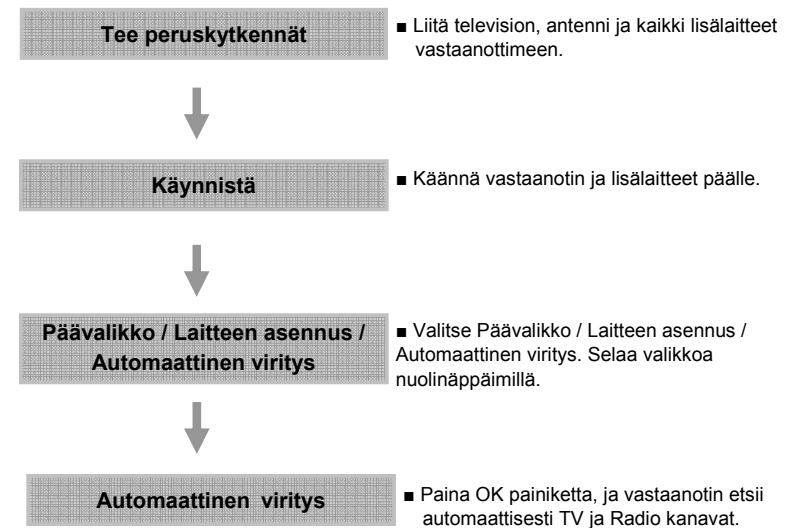 Tee peruskytkennät
■ Liitä television, antenni ja kaikki lisälaitteet
vastaanottimeen.
Käynnistä
■ Käännä vastaanotin ja lisälaitteet päälle.
Päävalikko / Laitteen asennus /
Automaattinen viritys
■ Valitse Päävalikko / Laitteen asennus /
Automaattinen viritys. Selaa valikkoa
nuolinäppäimillä.
Automaattinen viritys
■ Paina OK painiketta, ja vastaanotin etsii
automaattisesti TV ja Radio kanavat.